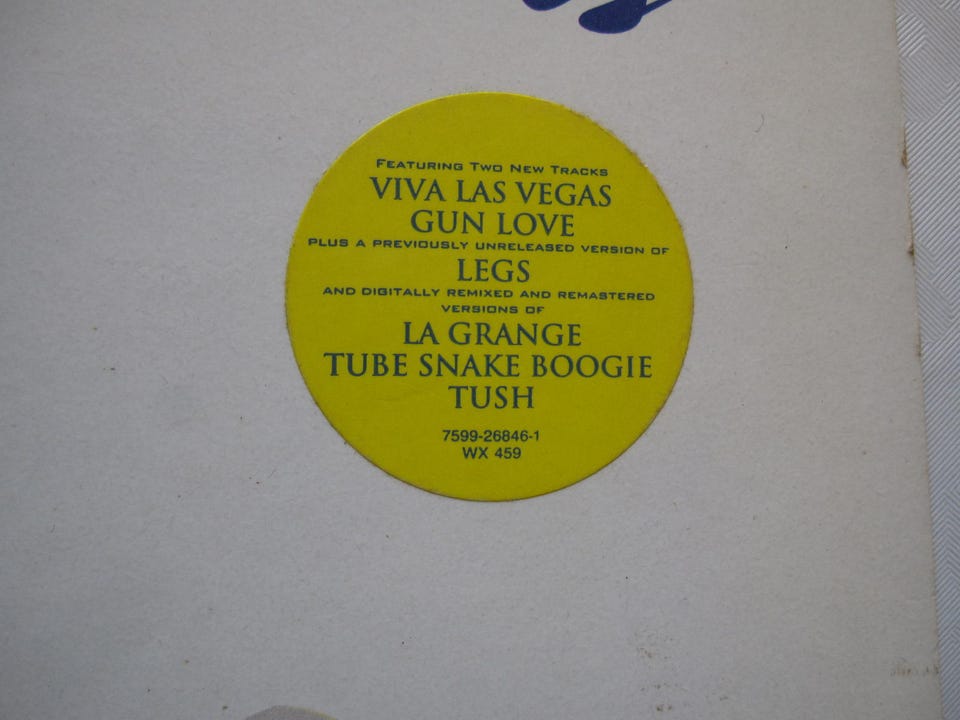 Featuring Two New Tracks
VIVA LAS VEGAS
GUN LOVE
PLUS A PREVIOUSLY UNRELEASED VERSION OF
LEGS
AND DIGITALLY REMIXED AND REMASTERED
VERSIONS OF
LA GRANGE
TUBE SNAKE BOOGIE
TUSH
7599-26846-1
WX 459